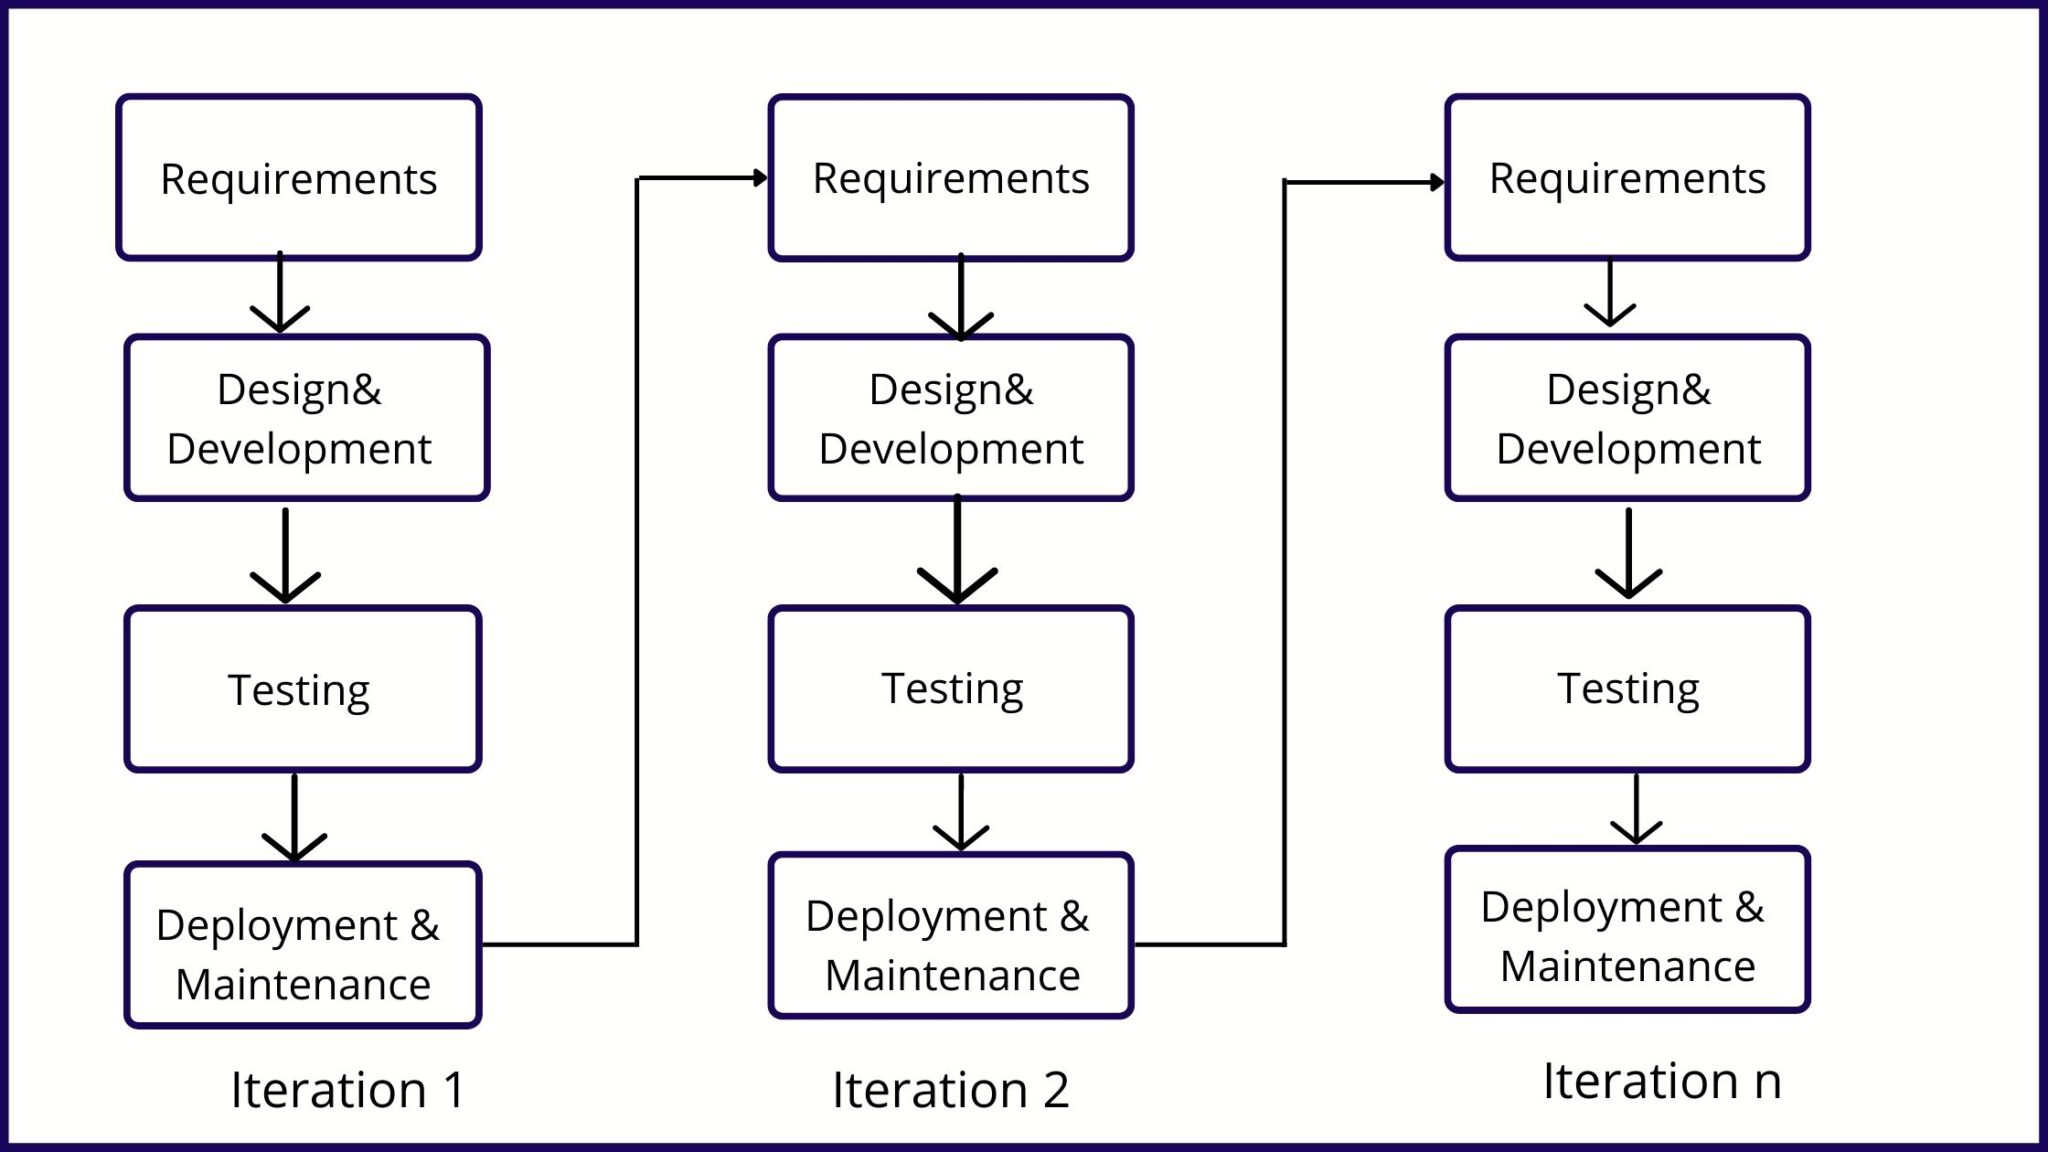 Requirements
Design&
Development
Testing
Deployment &
Maintenance
Iteration 1
Requirements
Design&
Development
Testing
Deployment &
Maintenance
Iteration 2
Requirements
Design&
Development
Testing
Deployment &
Maintenance
Iteration n